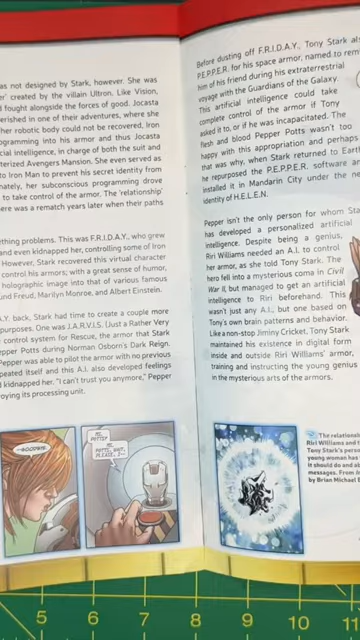 as not designed by Stark, however. She was
created by the villain Ultron. Like Vision,
fought alongside the forces of good. Jocasta
perished in one of their adventures, where she
her robotic body could not be recovered, Iron
programming into his armor and thus Jocasta
cial intelligence, in charge of both the suit and
terized Avengers Mansion. She even served as
to Iron Man to prevent his secret identity from
nately, her subconscious programming drove
to take control of the armor. The 'relationship'
here was a rematch years later when their paths
ething problems. This was F.R.I.D.A.Y., who grew
and even kidnapped her, controlling some of Iron
However, Stark recovered this virtual character
control his armors; with a great sense of humor,
holographic image into that of various famous
und Freud, Marilyn Monroe, and Albert Einstein.
A.Y. back, Stark had time to create a couple more
purposes. One was J.A.R.V.I.S. (Just a Rather Very
control system for Rescue, the armor that Stark
epper Potts during Norman Osborn's Dark Reign.
Pepper was able to pilot the armor with no previous
peated itself and this A.I. also developed feelings
kidnapped her. "I can't trust you anymore," Pepper
oying its processing unit.
—GOODBYE.
MS. POTTS?
MS. POTTS, WAIT, PLEASE, I—
Before dusting off F.R.I.D.A.Y., Tony Stark als
P.E.P.P.E.R. for his space armor, named to rem
him of his friend during his extraterrestrial
voyage with the Guardians of the Galaxy.
This artificial intelligence could take
complete control of the armor if Tony
asked it to, or if he was incapacitated. The
flesh and blood Pepper Potts wasn't too
happy with this appropriation and perhaps
that was why, when Stark returned to Earth
he repurposed the P.E.P.P.E.R. software an
installed it in Mandarin City under the ne
identity of H.E.L.E.N.
Pepper isn't the only person for whom Sta
has developed a personalized artificial
intelligence. Despite being a genius,
Riri Williams needed an A.I. to control
her armor, as she told Tony Stark. The
hero fell into a mysterious coma in Civil
War II, but managed to get an artificial
intelligence to Riri beforehand. This
wasn't just any A.I., but one based on
Tony's own brain patterns and behavior.
Like a non-stop Jiminy Cricket, Tony Stark
maintained his existence in digital form
inside and outside Riri Williams' armor,
training and instructing the young genius
in the mysterious arts of the armors.
The relations
Riri Williams and t
Tony Stark's perso
young woman has
it should do and ab
messages. From
by Brian Michael B
5 6 7 8 9 10 11